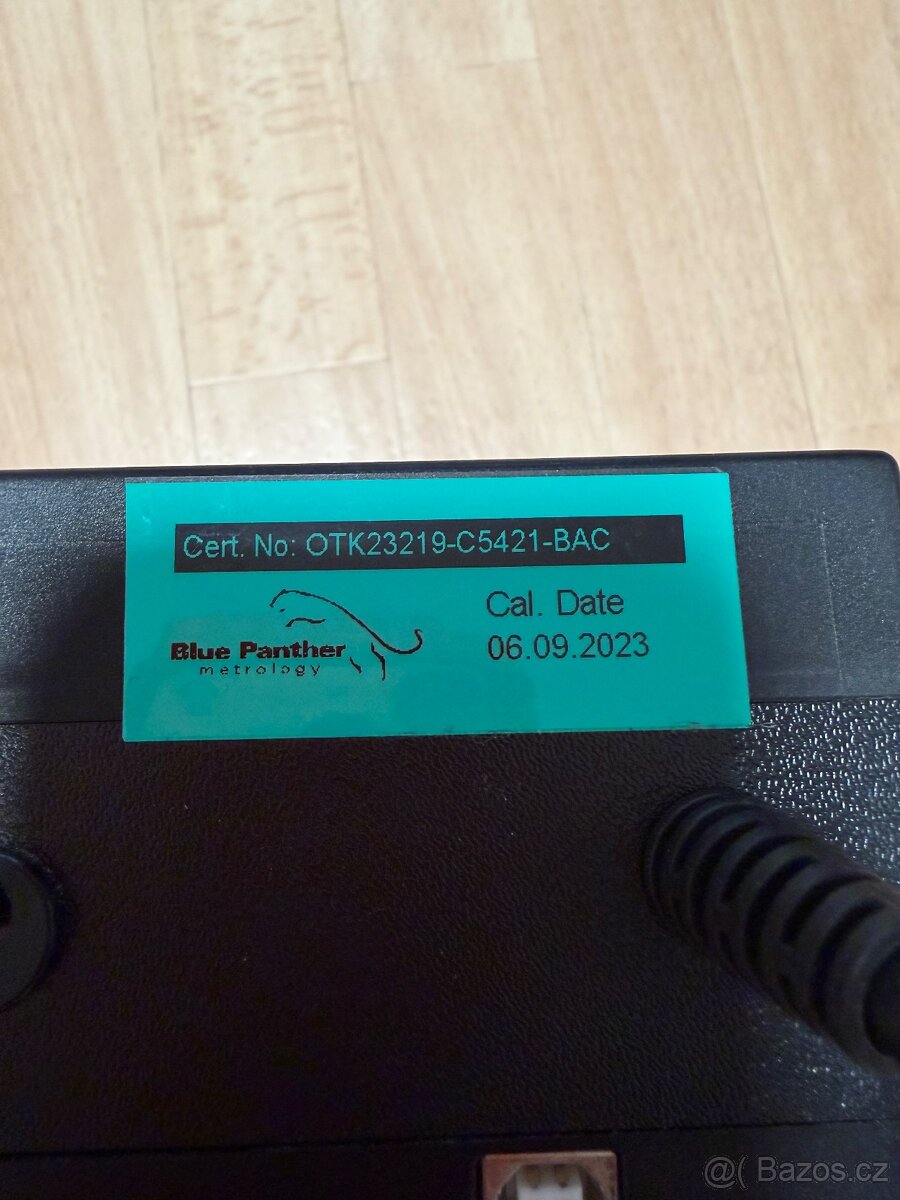 Cert. No: OTK23219-C5421-BAC
Cal. Date
06.09.2023
Blue Panther
metrology
@( Bazos.cz